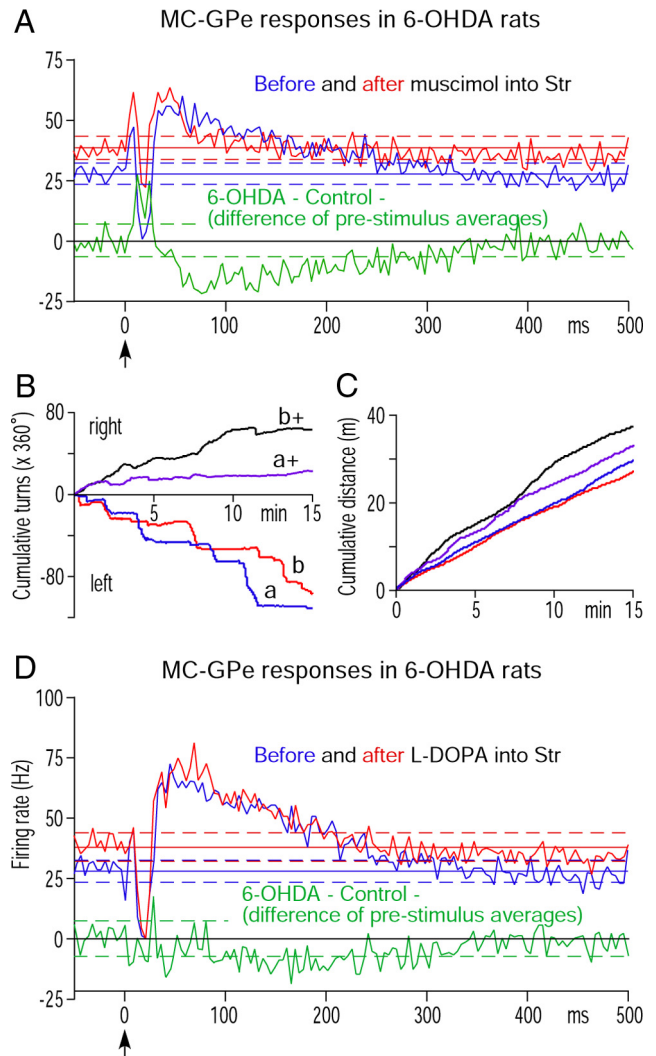 A
MC-GPe responses in 6-OHDA rats
75
50
25
0
-25
Before and after muscimol into Str
6-OHDA - Control -
(difference of pre-stimulus averages)
0
100
200
300
400
ms
500
B
Cumulative turns (x 360˚)
80
0
-80
right
left
b+
a+
b
a
5
10
min
15
C
Cumulative distance (m)
40
20
0
0
5
10
min
15
D
MC-GPe responses in 6-OHDA rats
Firing rate (Hz)
100
75
50
25
0
-25
Before and after L-DOPA into Str
6-OHDA - Control -
(difference of pre-stimulus averages)
0
100
200
300
400
ms
500